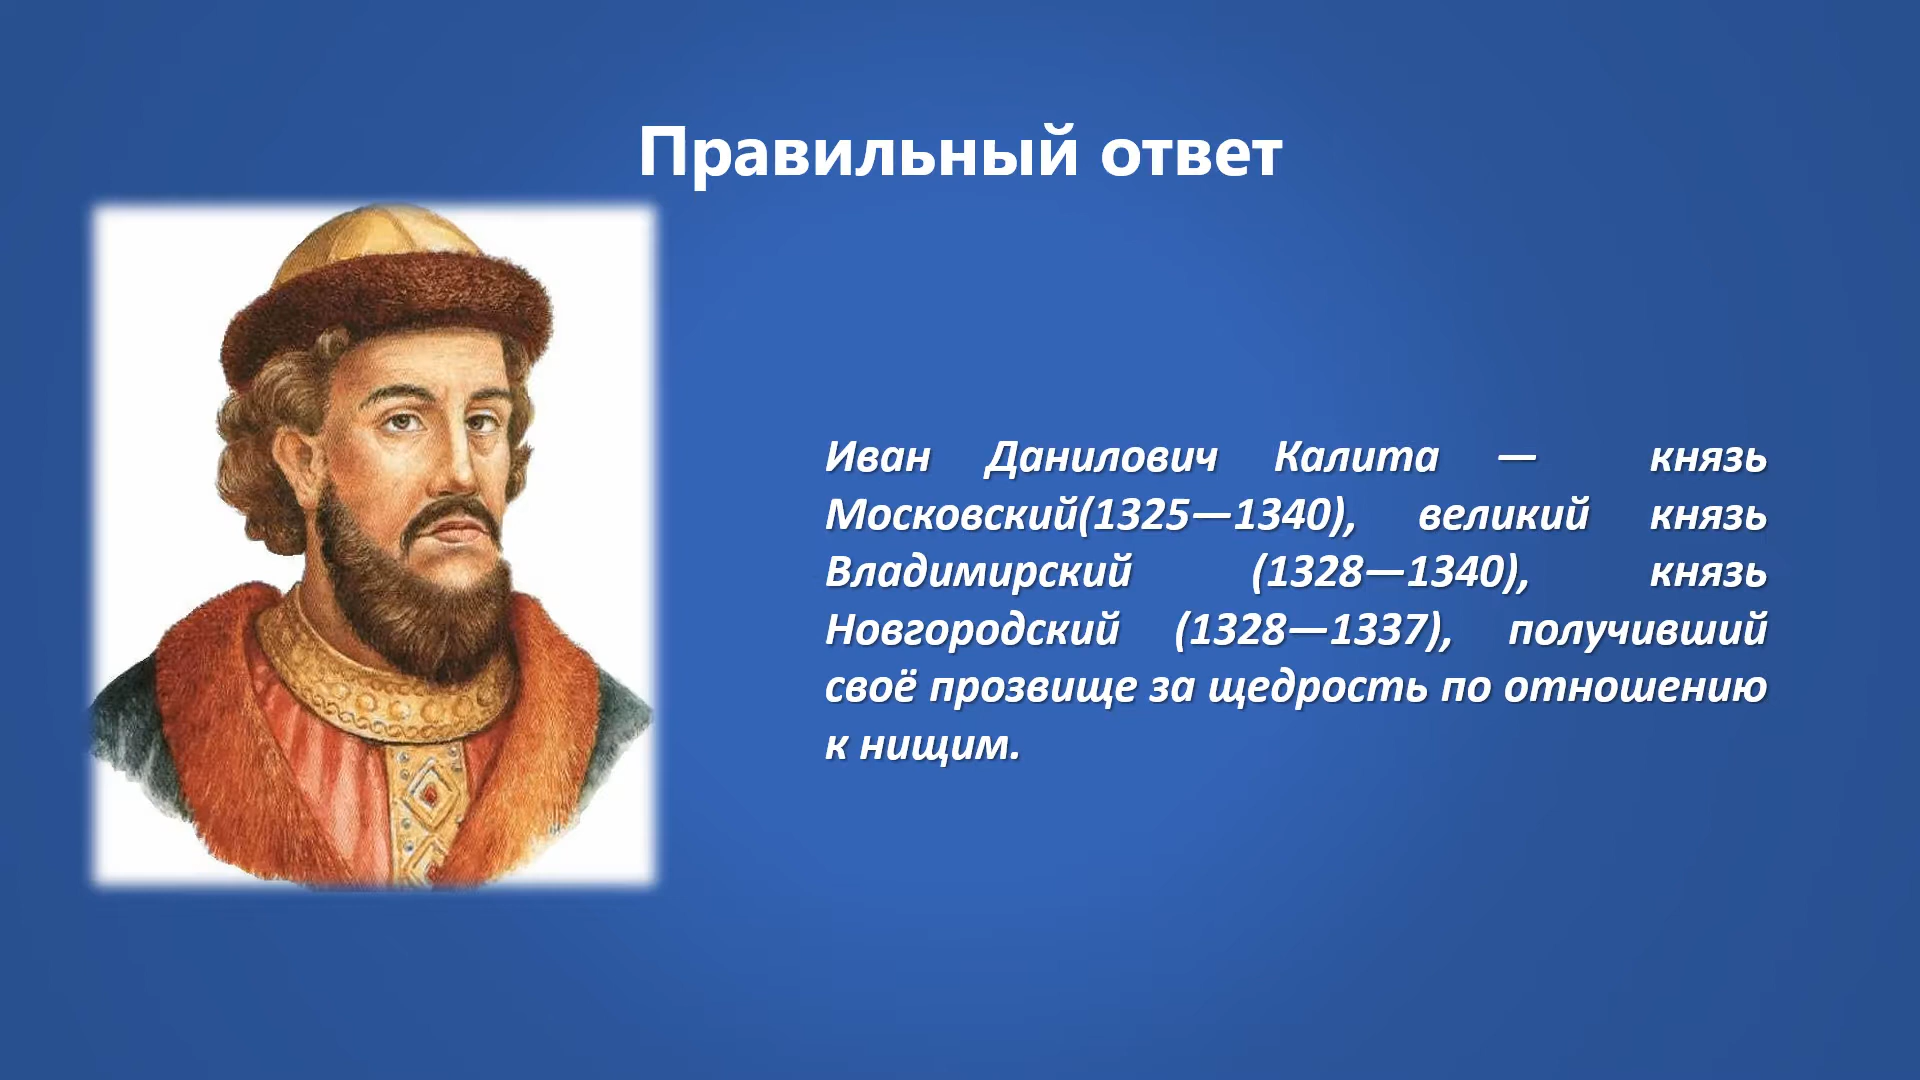 Правильный ответ
Иван Данилович Калита — князь
Московский(1325—1340), великий князь
Владимирский (1328—1340), князь
Новгородский (1328—1337), получивший
своё прозвище за щедрость по отношению
к нищим.